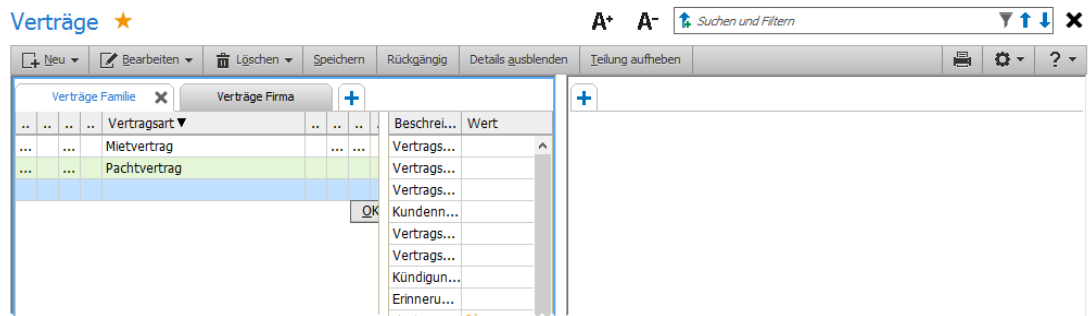 Verträge
A+ A- Suchen und Filtern
Neu Bearbeiten Löschen Speichern Rückgängig Details ausblenden Teilung aufheben ?
Verträge Familie Verträge Firma
.. .. .. .. Vertragsart .. .. .. . Beschrei... Wert
... ... Mietvertrag ... ... Vertrags...
... ... Pachtvertrag Vertrags...
Vertrags...
OK Kundenn...
Vertrags...
Vertrags...
Kündigun...
Erinneru...